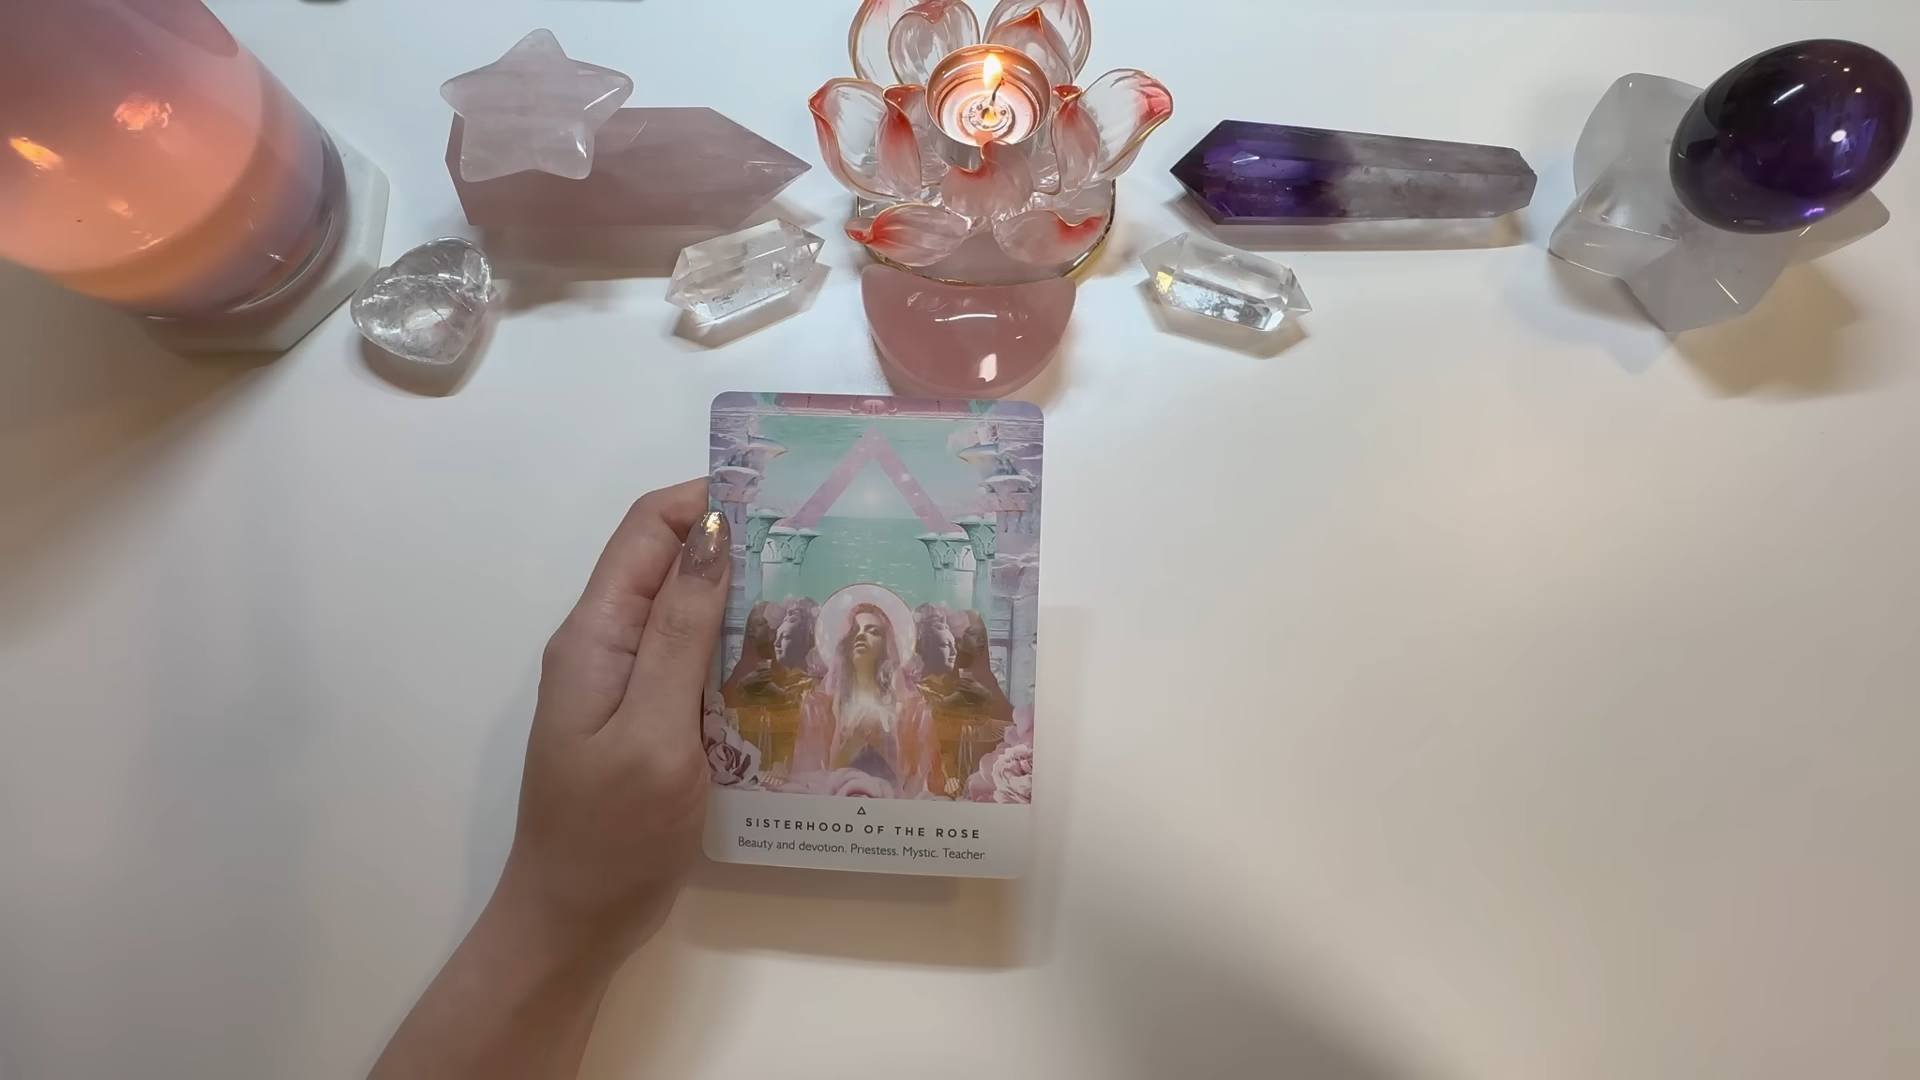 SISTERHOOD OF THE ROSE
Beauty and devotion. Priestess. Mystic. Teacher.